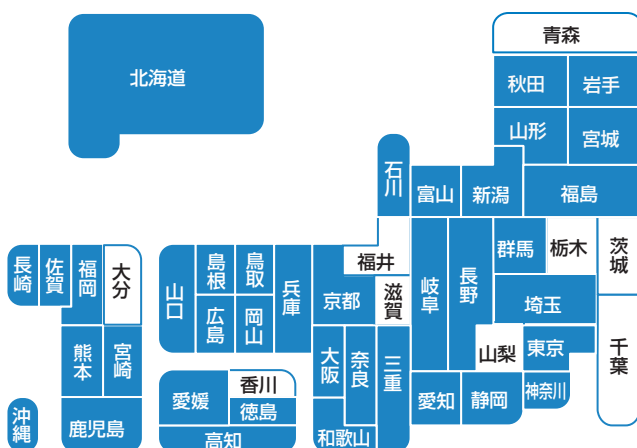 青森
北海道
秋田
岩手
山形
宮城
石川
富山
新潟
福島
長崎
佐賀
福岡
大分
山口
島根
鳥取
兵庫
福井
京都
滋賀
岐阜
長野
群馬
栃木
茨城
広島
岡山
埼玉
熊本
宮崎
大阪
奈良
三重
山梨
東京
千葉
沖縄
鹿児島
愛媛
香川
徳島
高知
和歌山
愛知
静岡
神奈川